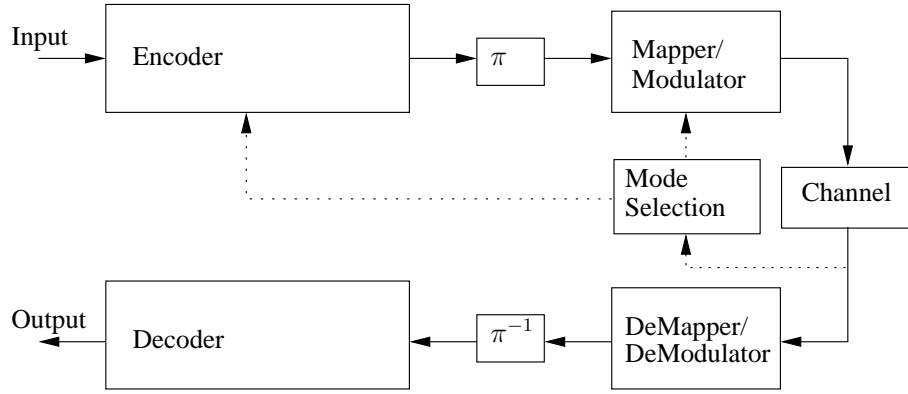 Input
Encoder
π
Mapper/
Modulator
Mode
Selection
Channel
Output
Decoder
π⁻¹
DeMapper/
DeModulator